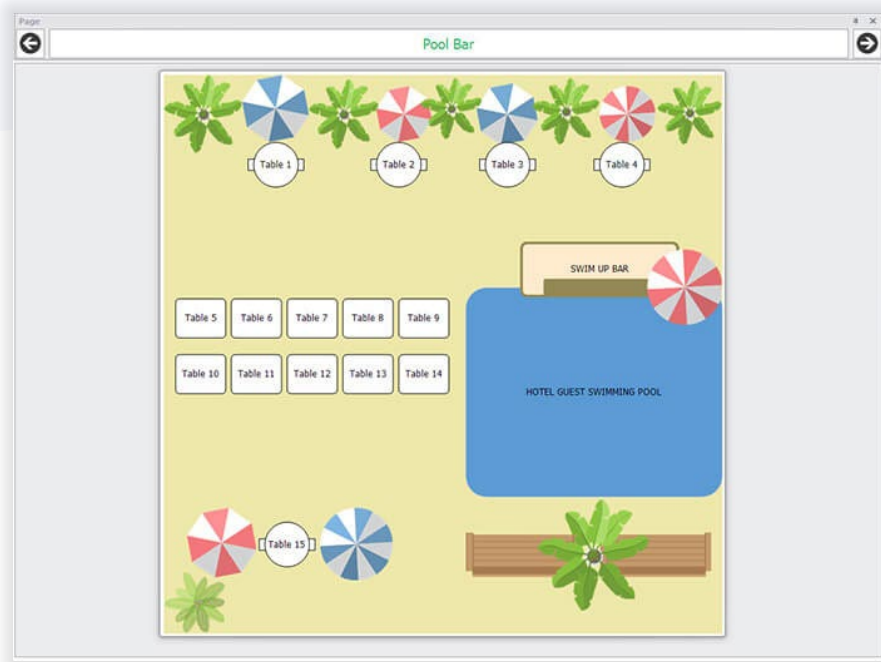 Page
Pool Bar
Table 1
Table 2
Table 3
Table 4
SWIM UP BAR
Table 5
Table 6
Table 7
Table 8
Table 9
Table 10
Table 11
Table 12
Table 13
Table 14
HOTEL GUEST SWIMMING POOL
Table 15